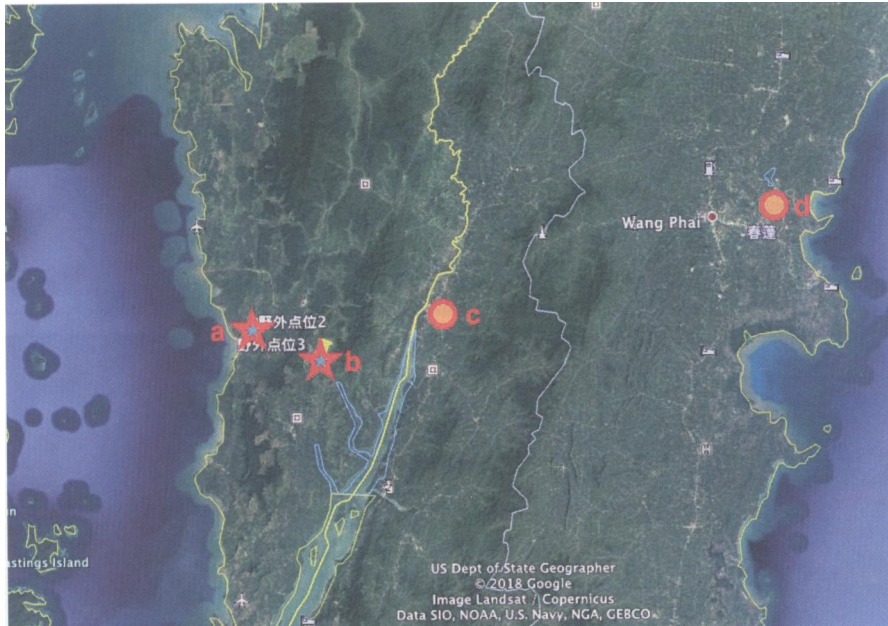 Wang Phai
d
春蓬
a
野外点位2
c
野外点位3
b
H
n
astings Island
US Dept of State Geographer
© 2018 Google
Image Landsat / Copernicus
Data SIO, NOAA, U.S. Navy, NGA, GEBCO